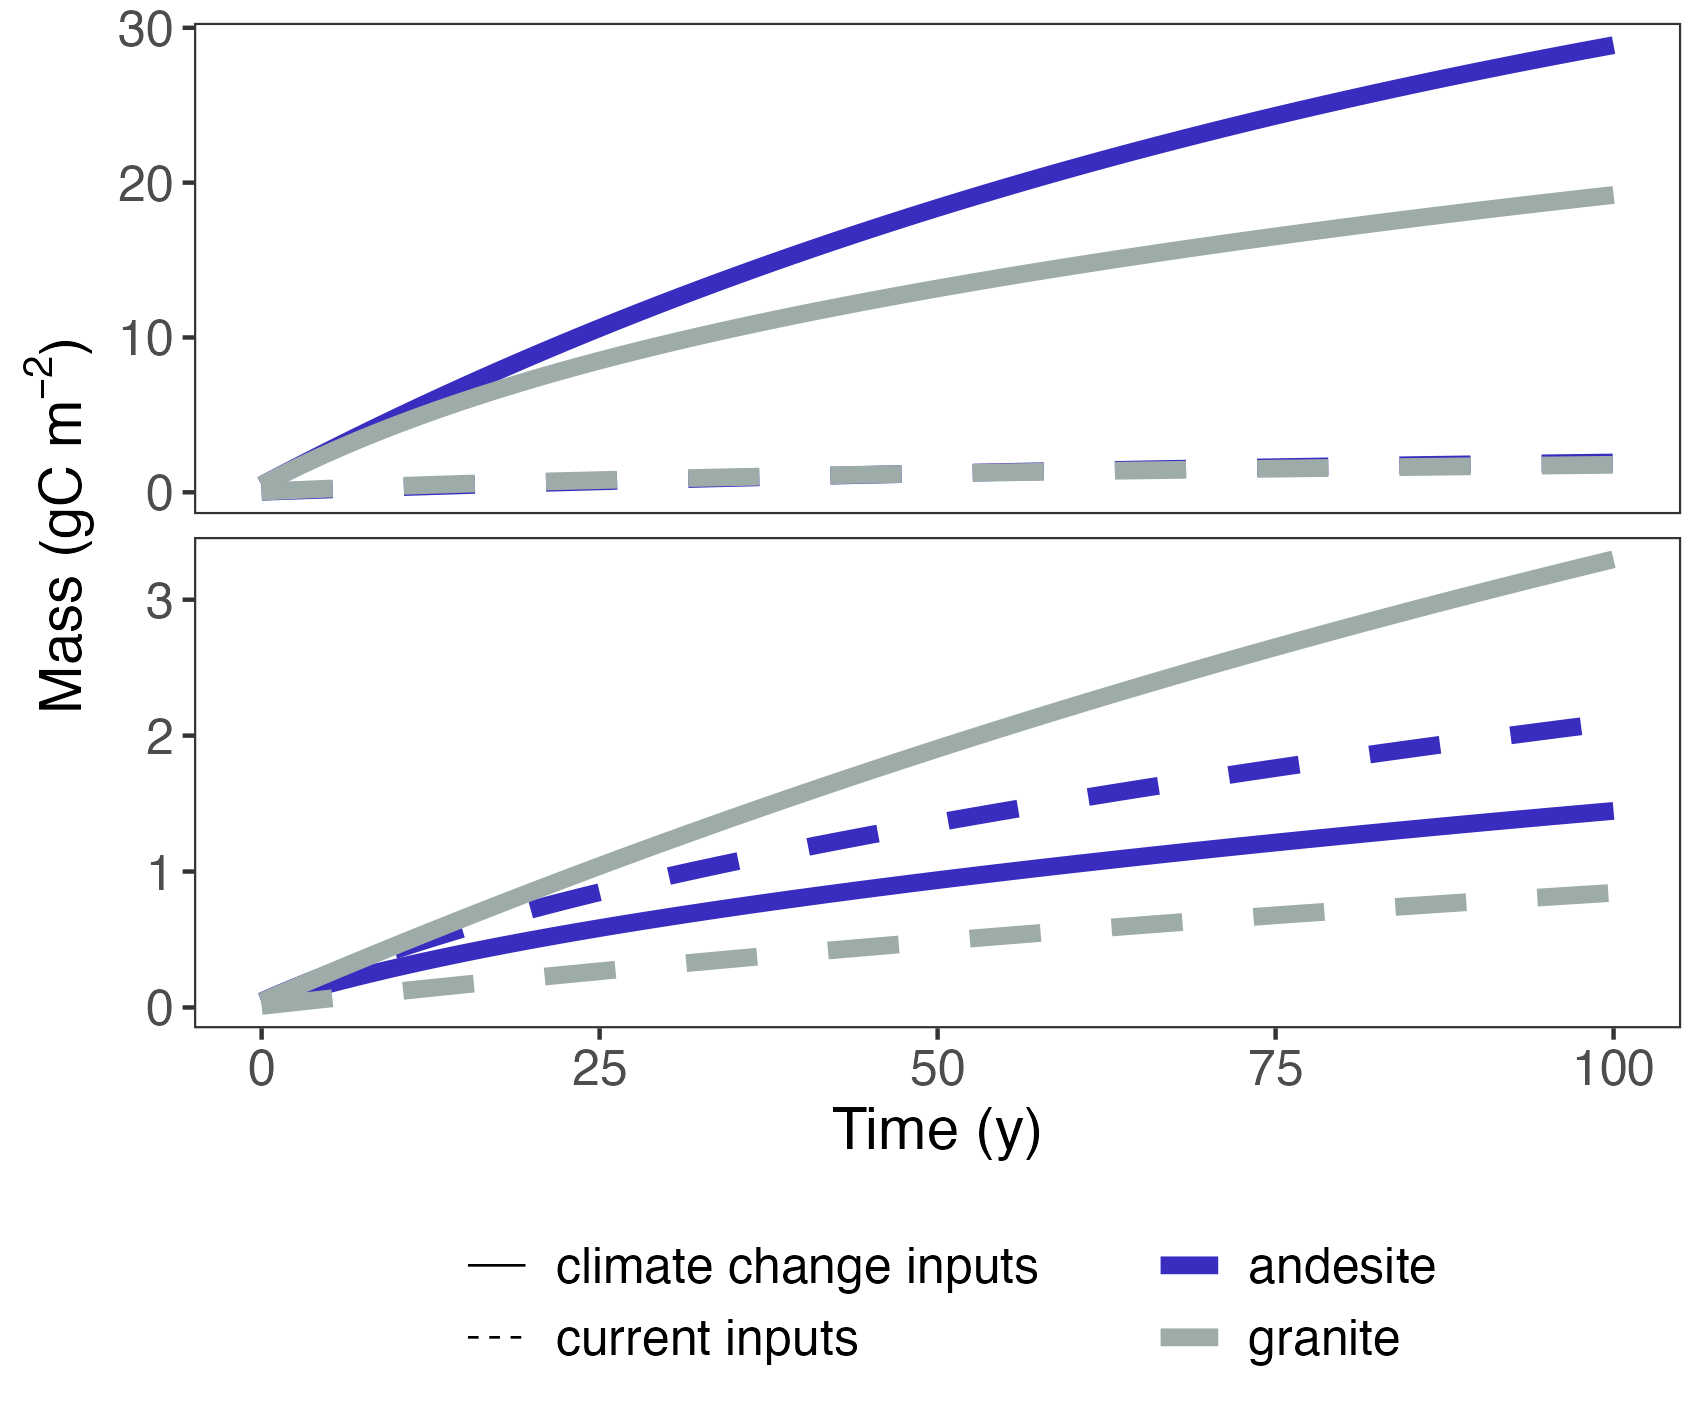 30
20
10
0
Mass (gC m⁻²)
3
2
1
0
0 25 50 75 100
Time (y)
climate change inputs
current inputs
andesite
granite